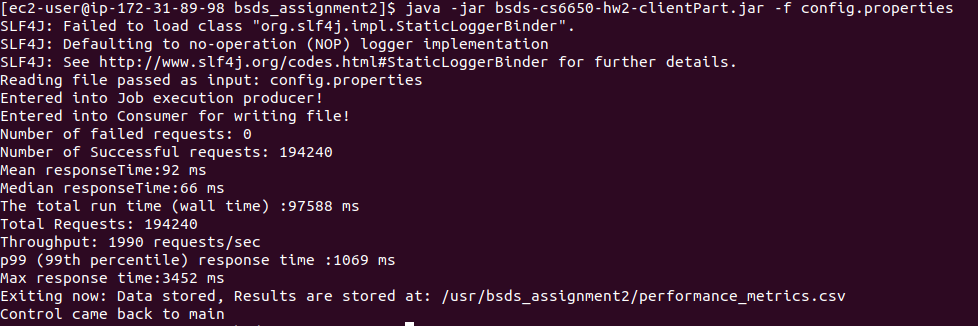 [ec2-user@ip-172-31-89-98 bsds_assignment2]$ java -jar bsds-cs6650-hw2-clientPart.jar -f config.properties
SLF4J: Failed to load class "org.slf4j.impl.StaticLoggerBinder".
SLF4J: Defaulting to no-operation (NOP) logger implementation
SLF4J: See http://www.slf4j.org/codes.html#StaticLoggerBinder for further details.
Reading file passed as input: config.properties
Entered into Job execution producer!
Entered into Consumer for writing file!
Number of failed requests: 0
Number of Successful requests: 194240
Mean responseTime:92 ms
Median responseTime:66 ms
The total run time (wall time) :97588 ms
Total Requests: 194240
Throughput: 1990 requests/sec
p99 (99th percentile) response time :1069 ms
Max response time:3452 ms
Exiting now: Data stored, Results are stored at: /usr/bsds_assignment2/performance_metrics.csv
Control came back to main